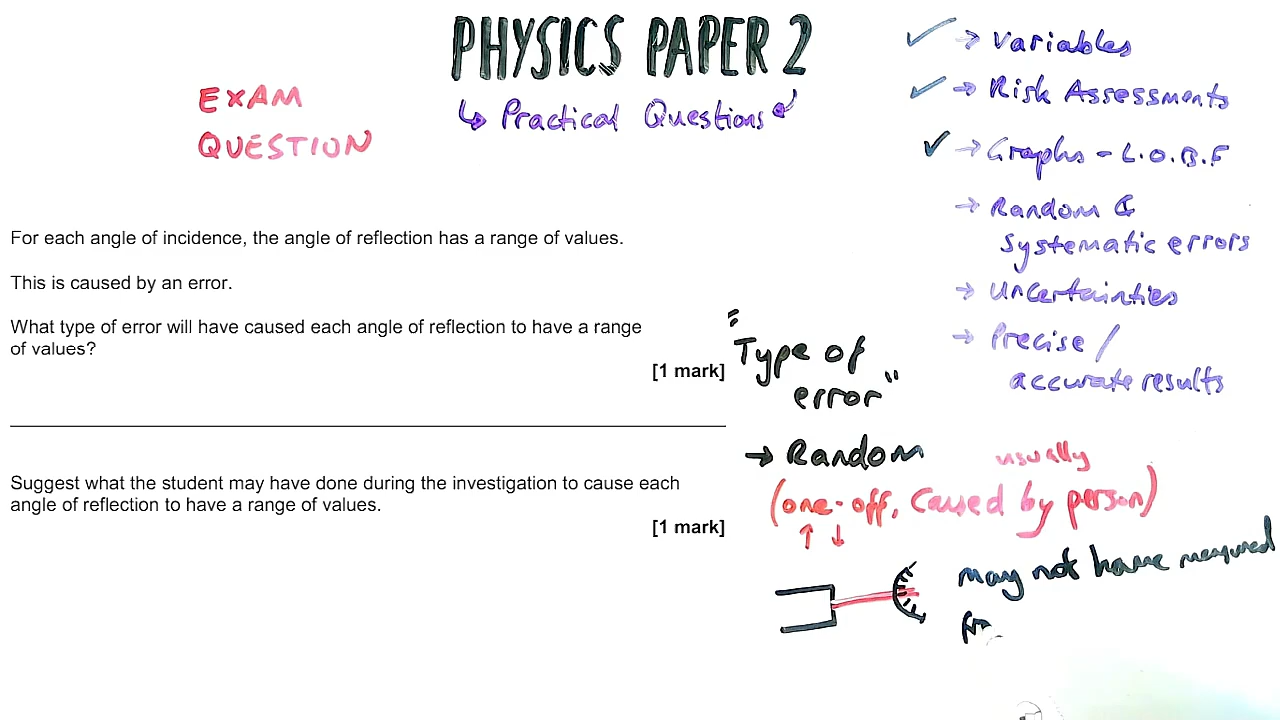 PHYSICS PAPER 2
↳ Practical Questions
EXAM
QUESTION
✓ → Variables
✓ → Risk Assessments
✓ → Graphs - L.O.B.F
→ Random &
systematic errors
→ Uncertainties
→ Precise /
accurate results
For each angle of incidence, the angle of reflection has a range of values.
This is caused by an error.
What type of error will have caused each angle of reflection to have a range
of values?
[1 mark]
"Type of
error"
→ Random
usually
(one-off, caused by person)
Suggest what the student may have done during the investigation to cause each
angle of reflection to have a range of values.
[1 mark]
may not have measured